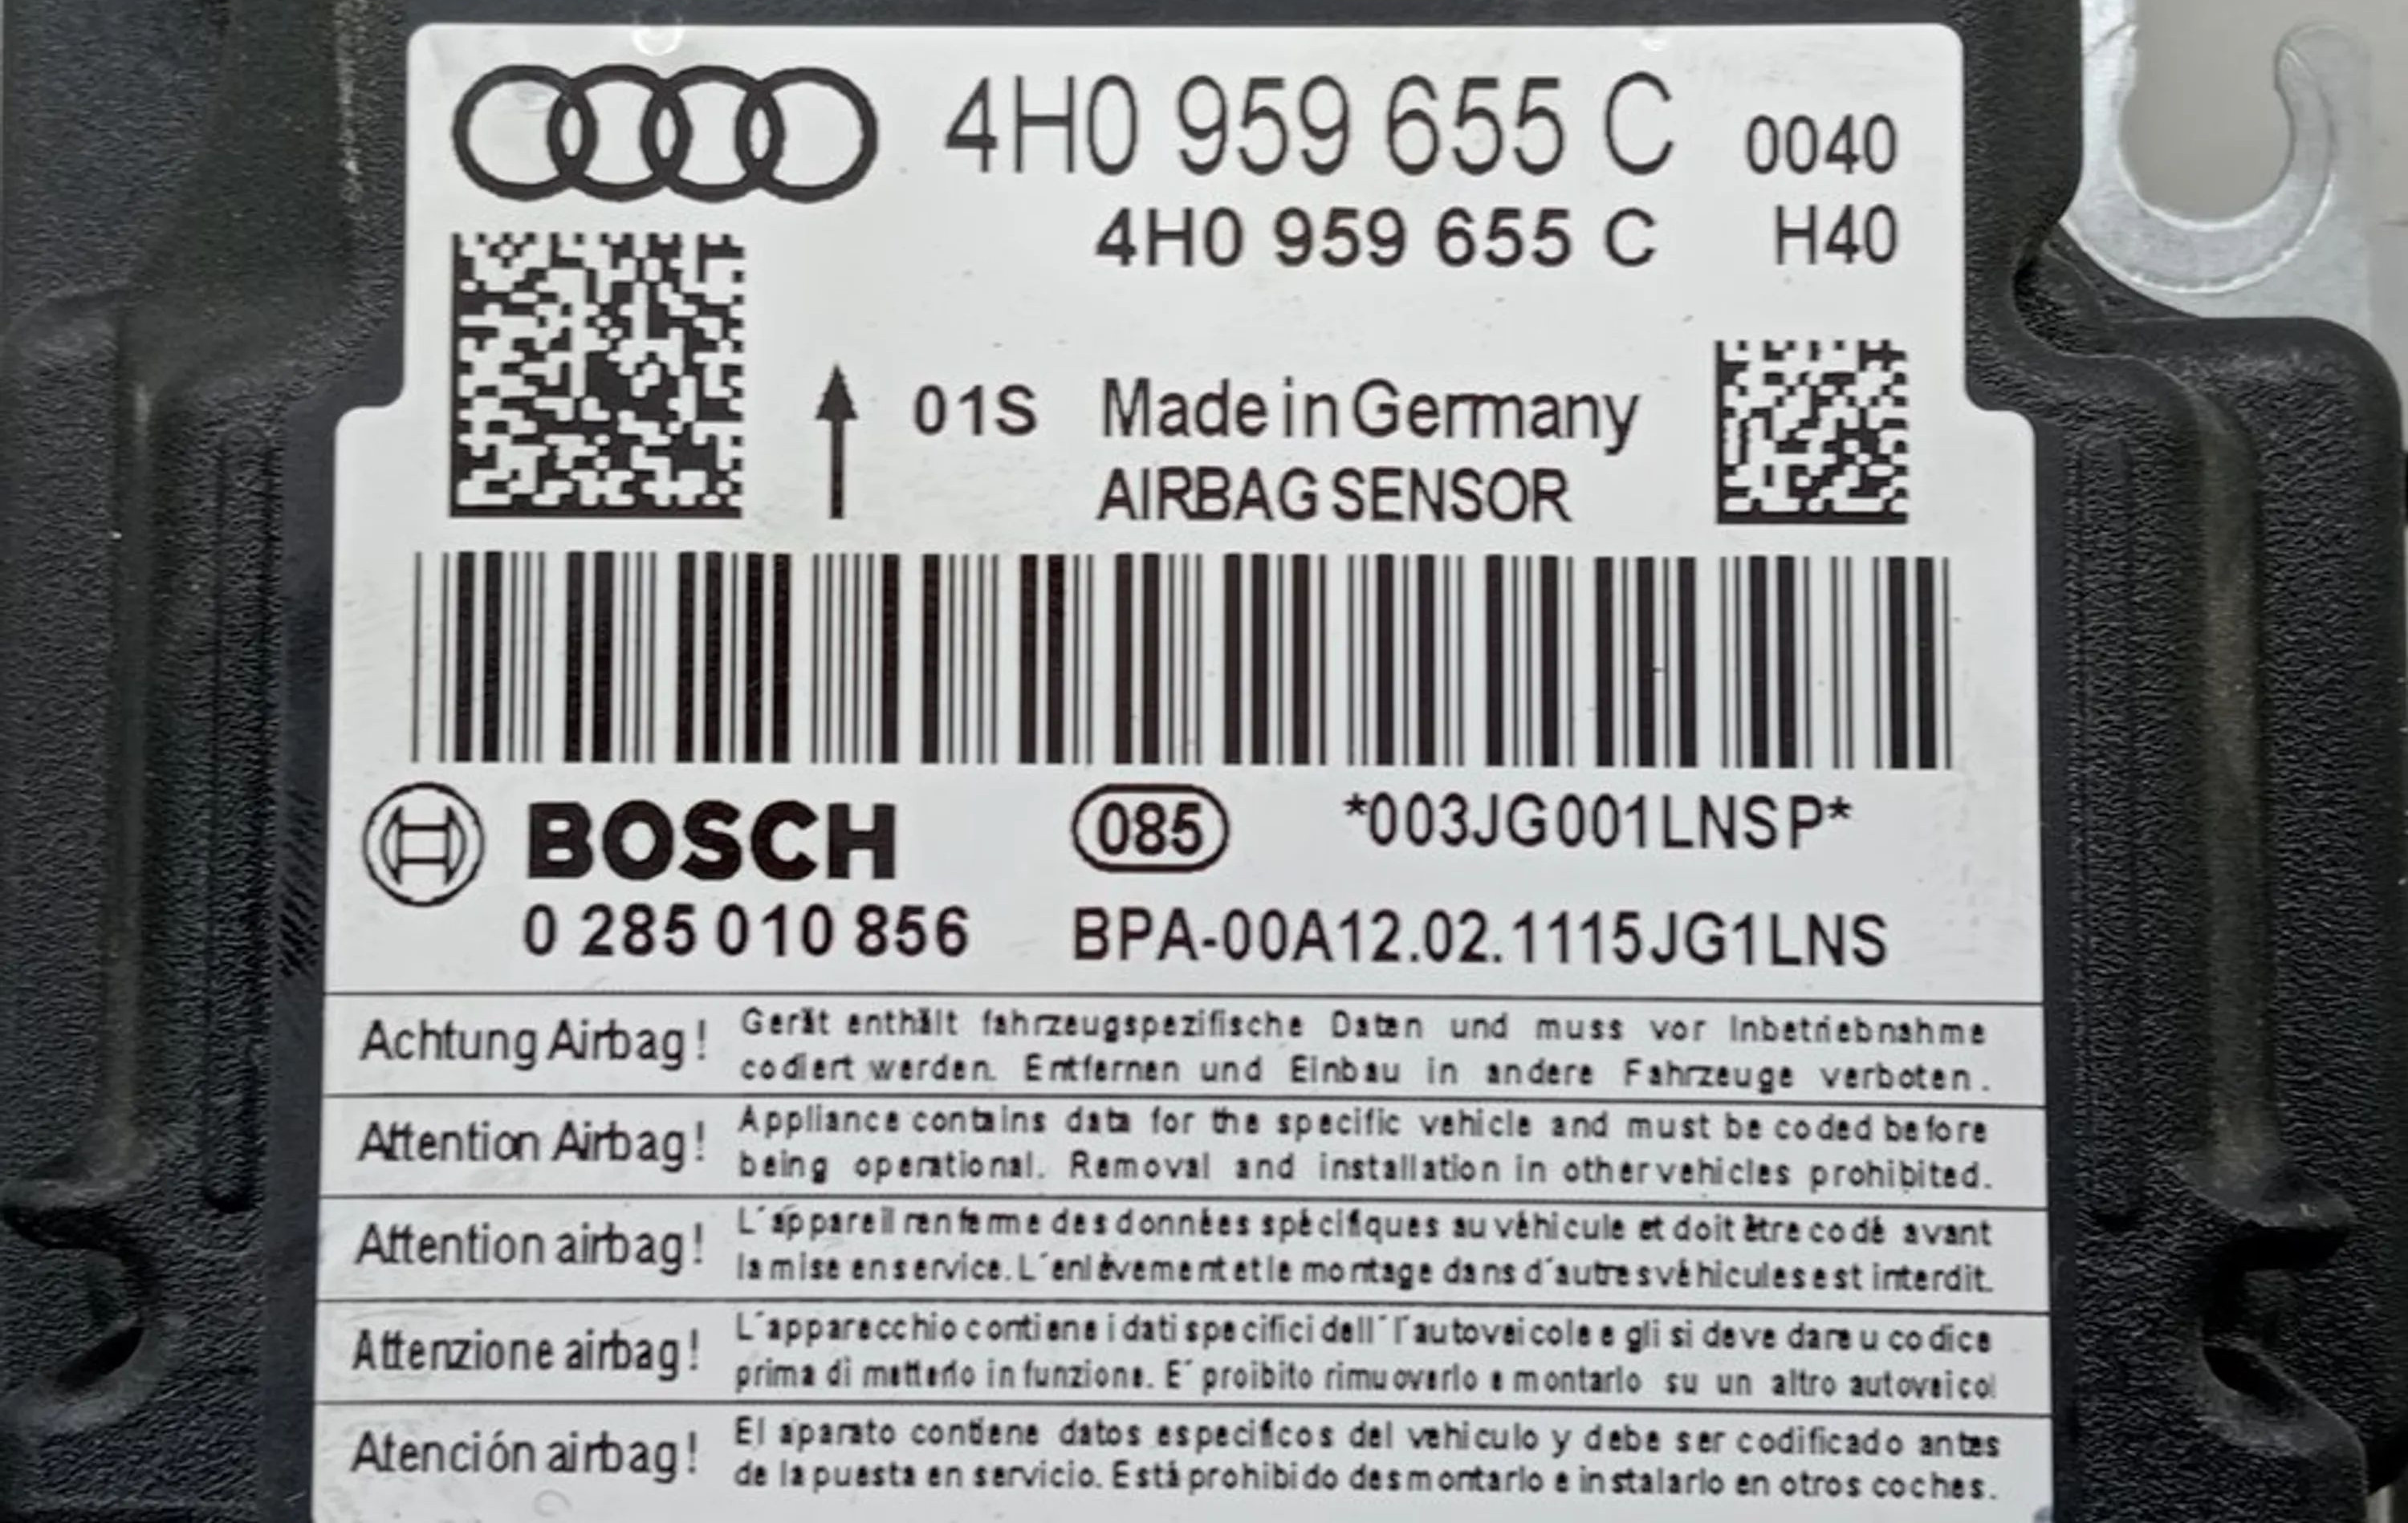 4H0 959 655 C 0040
4H0 959 655 C H40
01S Made in Germany
AIRBAG SENSOR
BOSCH 085 *003JG001LNSP*
0 285 010 856 BPA-00A12.02.1115JG1LNS
Achtung Airbag! Gerät enthält fahrzeugspezifische Daten und muss vor Inbetriebnahme
codiert werden. Entfernen und Einbau in andere Fahrzeuge verboten.
Attention Airbag! Appliance contains data for the specific vehicle and must be coded before
being operational. Removal and installation in other vehicles prohibited.
Attention airbag! L´appareil renferme des données spécifiques au véhicule et doit être codé avant
la mise en service. L´enlèvement et le montage dans d´autres véhicules est interdit.
Attenzione airbag! L´apparecchio contiene i dati specifici dell´l´autoveicole e gli si deve dare u codice
prima di metterlo in funzione. E´ proibito rimuoverlo e montarlo su un altro autoveicol
Atención airbag! El aparato contiene datos especificos del vehiculo y debe ser codificado antes
de la puesta en servicio. Está prohibido desmontarlo e instalarlo en otros coches.